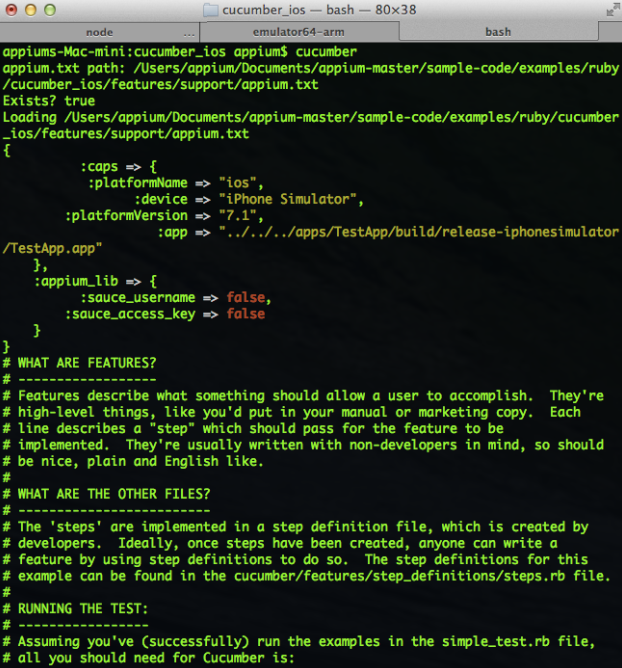 cucumber_ios — bash — 80×38
node ... emulator64-arm bash
appiums-Mac-mini:cucumber_ios appium$ cucumber
appium.txt path: /Users/appium/Documents/appium-master/sample-code/examples/ruby
/cucumber_ios/features/support/appium.txt
Exists? true
Loading /Users/appium/Documents/appium-master/sample-code/examples/ruby/cucumber
_ios/features/support/appium.txt
{
:caps => {
:platformName => "ios",
:device => "iPhone Simulator",
:platformVersion => "7.1",
:app => "../../../apps/TestApp/build/release-iphonesimulator
/TestApp.app"
},
:appium_lib => {
:sauce_username => false,
:sauce_access_key => false
}
}
# WHAT ARE FEATURES?
# ------------------
# Features describe what something should allow a user to accomplish.  They're
# high-level things, like you'd put in your manual or marketing copy.  Each
# line describes a "step" which should pass for the feature to be
# implemented.  They're usually written with non-developers in mind, so should
# be nice, plain and English like.
#
# WHAT ARE THE OTHER FILES?
# -------------------------
# The 'steps' are implemented in a step definition file, which is created by
# developers.  Ideally, once steps have been created, anyone can write a
# feature by using step definitions to do so.  The step definitions for this
# example can be found in the cucumber/features/step_definitions/steps.rb file.
#
# RUNNING THE TEST:
# -----------------
# Assuming you've (successfully) run the examples in the simple_test.rb file,
# all you should need for Cucumber is: